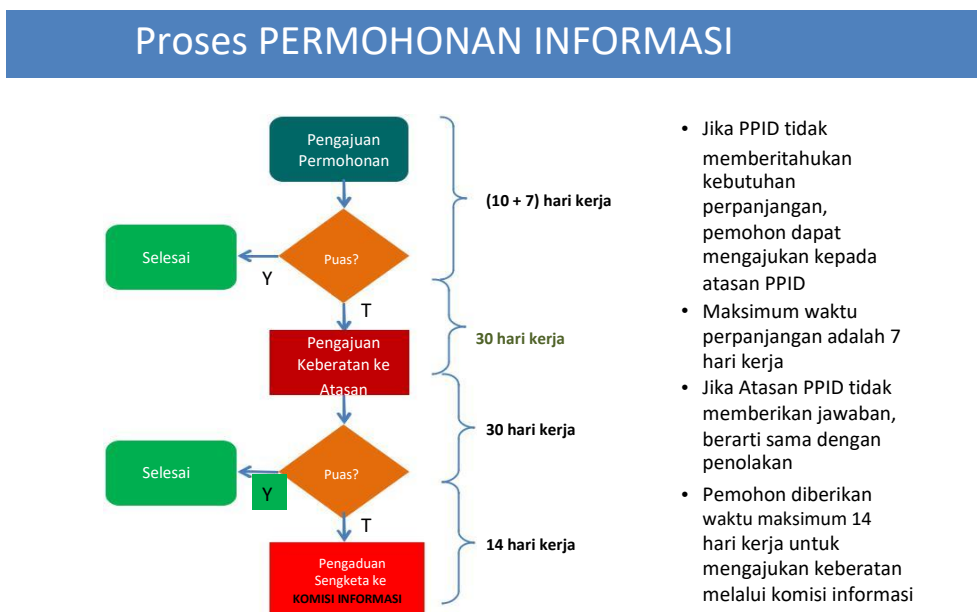 Proses PERMOHONAN INFORMASI
Pengajuan
Permohonan
(10 + 7) hari kerja
Selesai
Puas?
Y
T
Pengajuan
Keberatan ke
Atasan
30 hari kerja
30 hari kerja
Selesai
Puas?
Y
T
Pengaduan
Sengketa ke
KOMISI INFORMASI
14 hari kerja
• Jika PPID tidak
memberitahukan
kebutuhan
perpanjangan,
pemohon dapat
mengajukan kepada
atasan PPID
• Maksimum waktu
perpanjangan adalah 7
hari kerja
• Jika Atasan PPID tidak
memberikan jawaban,
berarti sama dengan
penolakan
• Pemohon diberikan
waktu maksimum 14
hari kerja untuk
mengajukan keberatan
melalui komisi informasi